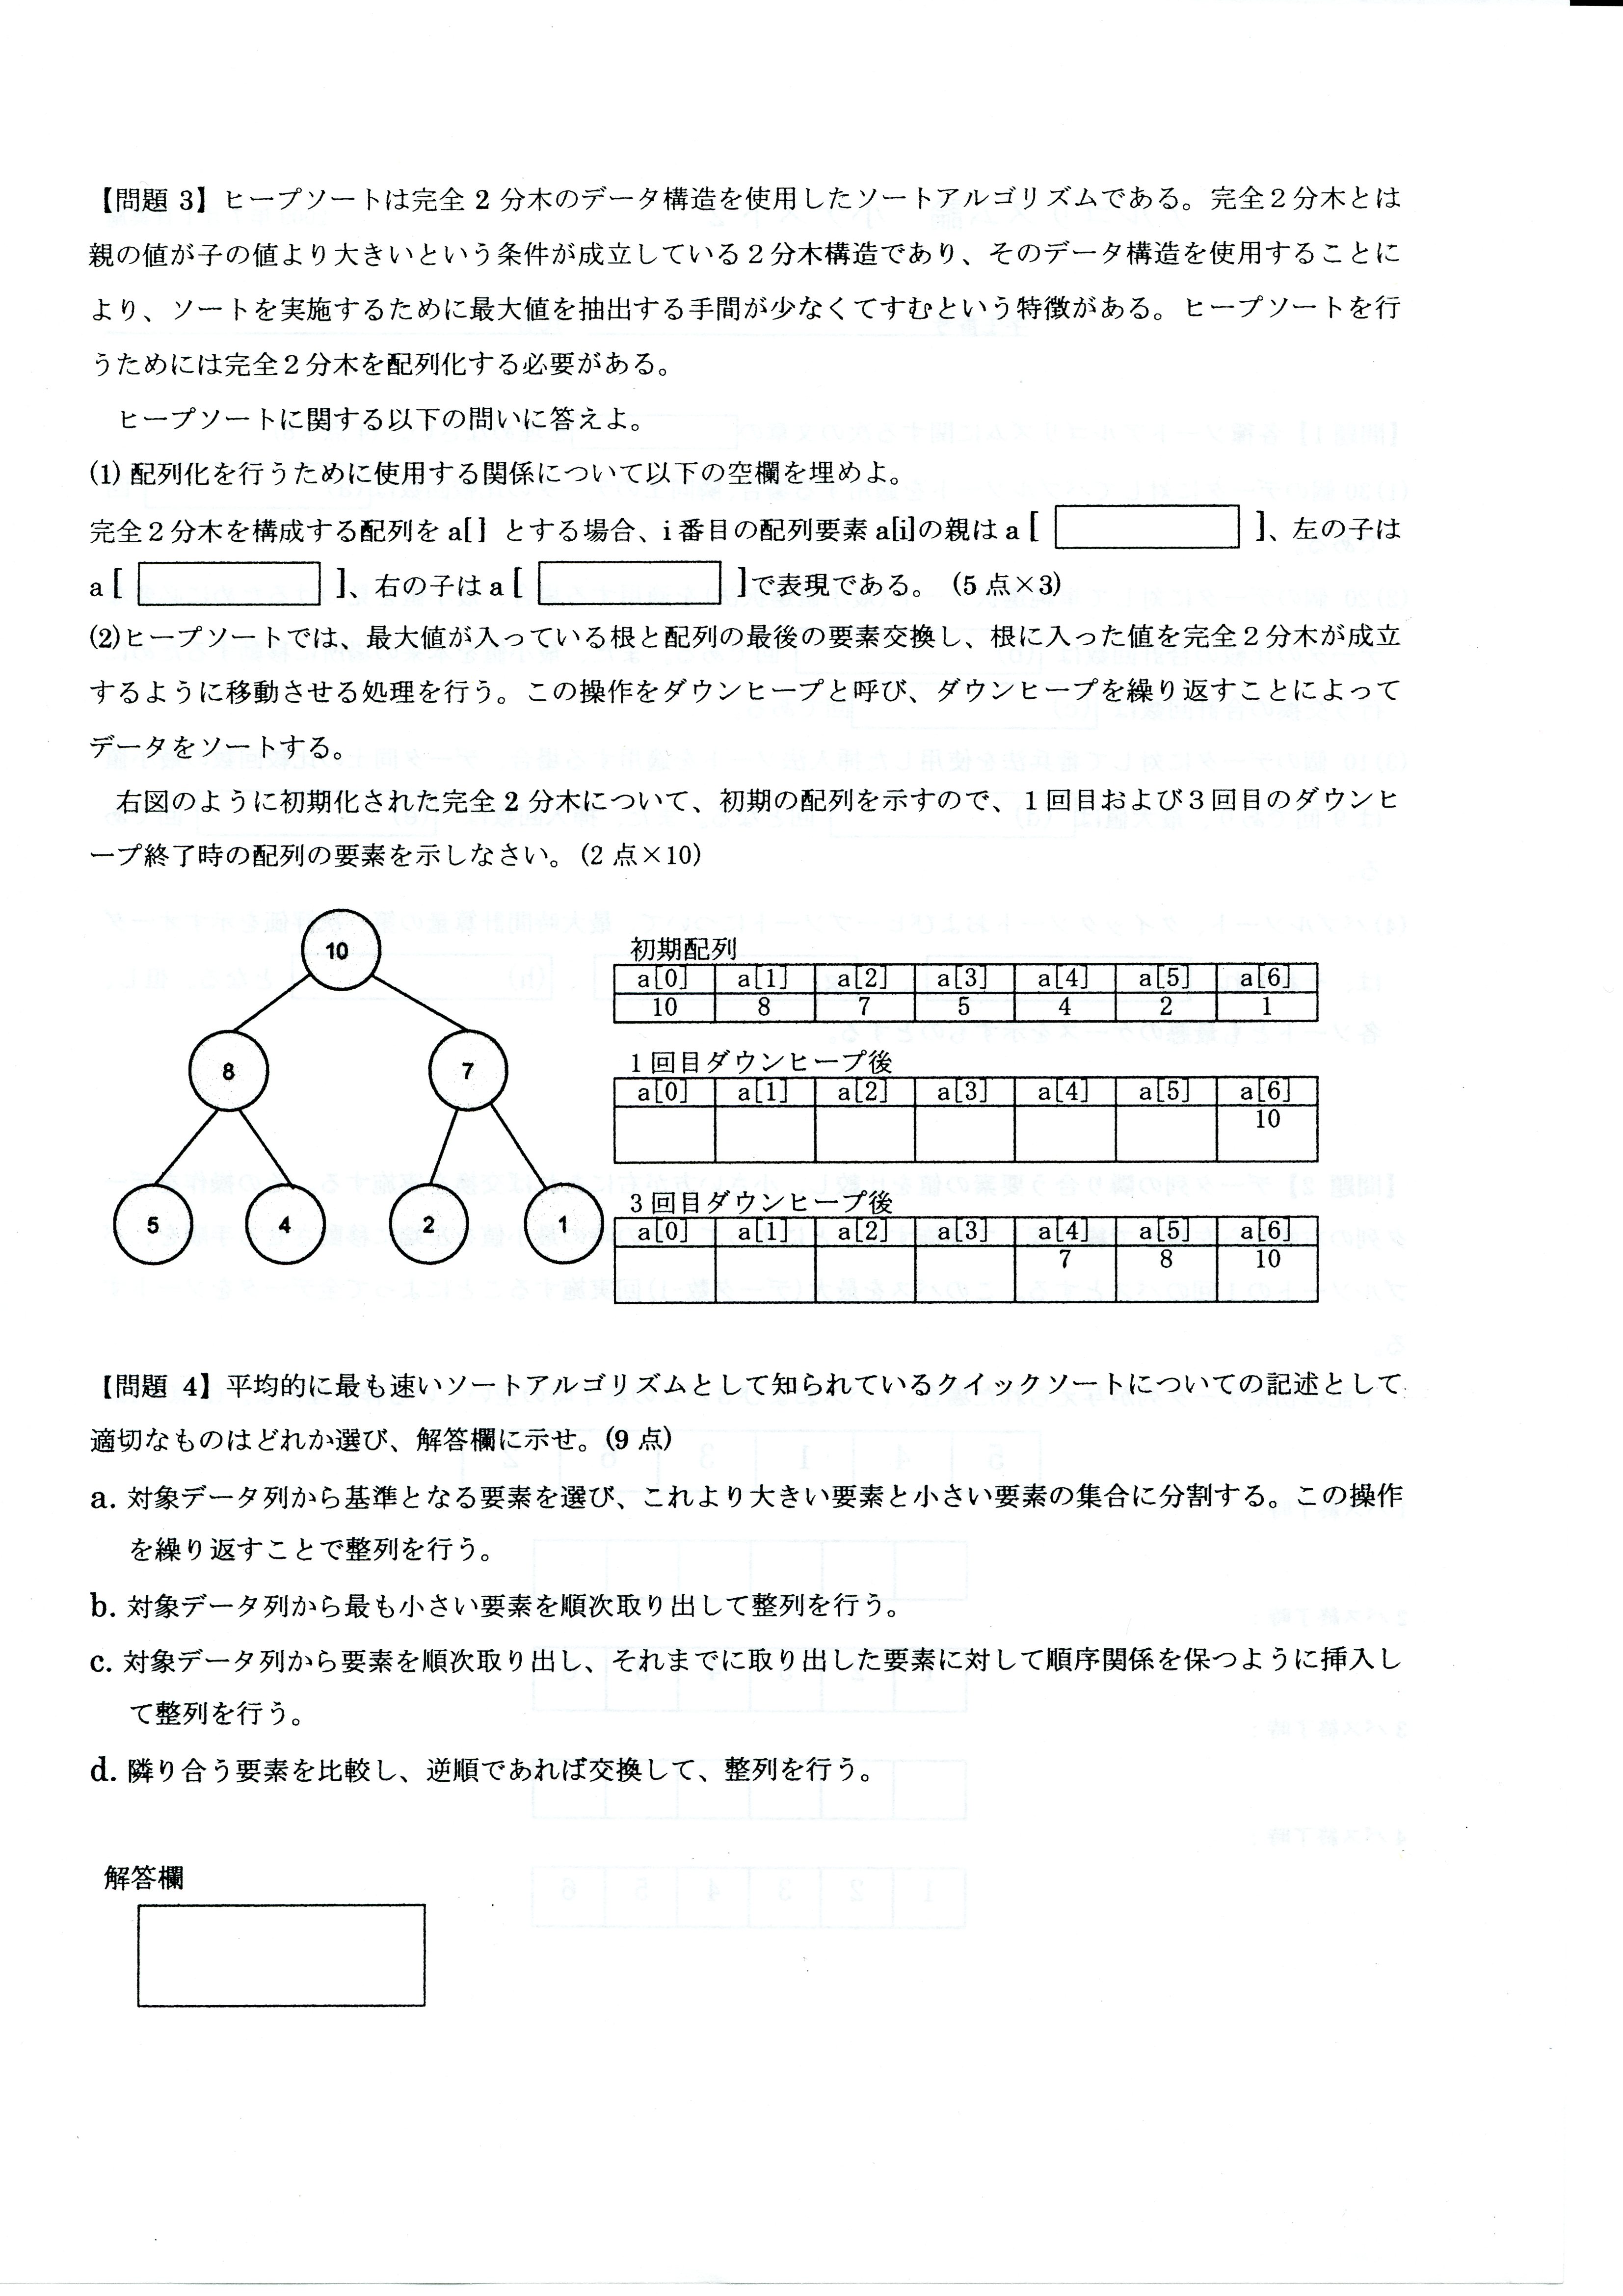 【問題 3】ヒープソートは完全 2 分木のデータ構造を使用したソートアルゴリズムである。完全２分木とは
親の値が子の値より大きいという条件が成立している２分木構造であり、そのデータ構造を使用することに
より、ソートを実施するために最大値を抽出する手間が少なくてすむという特徴がある。ヒープソートを行
うためには完全２分木を配列化する必要がある。
ヒープソートに関する以下の問いに答えよ。
(1) 配列化を行うために使用する関係について以下の空欄を埋めよ。
完全２分木を構成する配列を a[] とする場合、i 番目の配列要素 a[i]の親は a [ ]、左の子は
a [ ]、右の子は a [ ]で表現である。 (5 点×3)
(2)ヒープソートでは、最大値が入っている根と配列の最後の要素交換し、根に入った値を完全２分木が成立
するように移動させる処理を行う。この操作をダウンヒープと呼び、ダウンヒープを繰り返すことによって
データをソートする。
右図のように初期化された完全 2 分木について、初期の配列を示すので、１回目および３回目のダウンヒ
ープ終了時の配列の要素を示しなさい。(2 点×10)
10
8 7
5 4 2 1
初期配列
a[0] a[1] a[2] a[3] a[4] a[5] a[6]
10 8 7 5 4 2 1
１回目ダウンヒープ後
a[0] a[1] a[2] a[3] a[4] a[5] a[6]
10
３回目ダウンヒープ後
a[0] a[1] a[2] a[3] a[4] a[5] a[6]
7 8 10
【問題 4】平均的に最も速いソートアルゴリズムとして知られているクイックソートについての記述として
適切なものはどれか選び、解答欄に示せ。(9 点)
a. 対象データ列から基準となる要素を選び、これより大きい要素と小さい要素の集合に分割する。この操作
を繰り返すことで整列を行う。
b. 対象データ列から最も小さい要素を順次取り出して整列を行う。
c. 対象データ列から要素を順次取り出し、それまでに取り出した要素に対して順序関係を保つように挿入し
て整列を行う。
d. 隣り合う要素を比較し、逆順であれば交換して、整列を行う。
解答欄